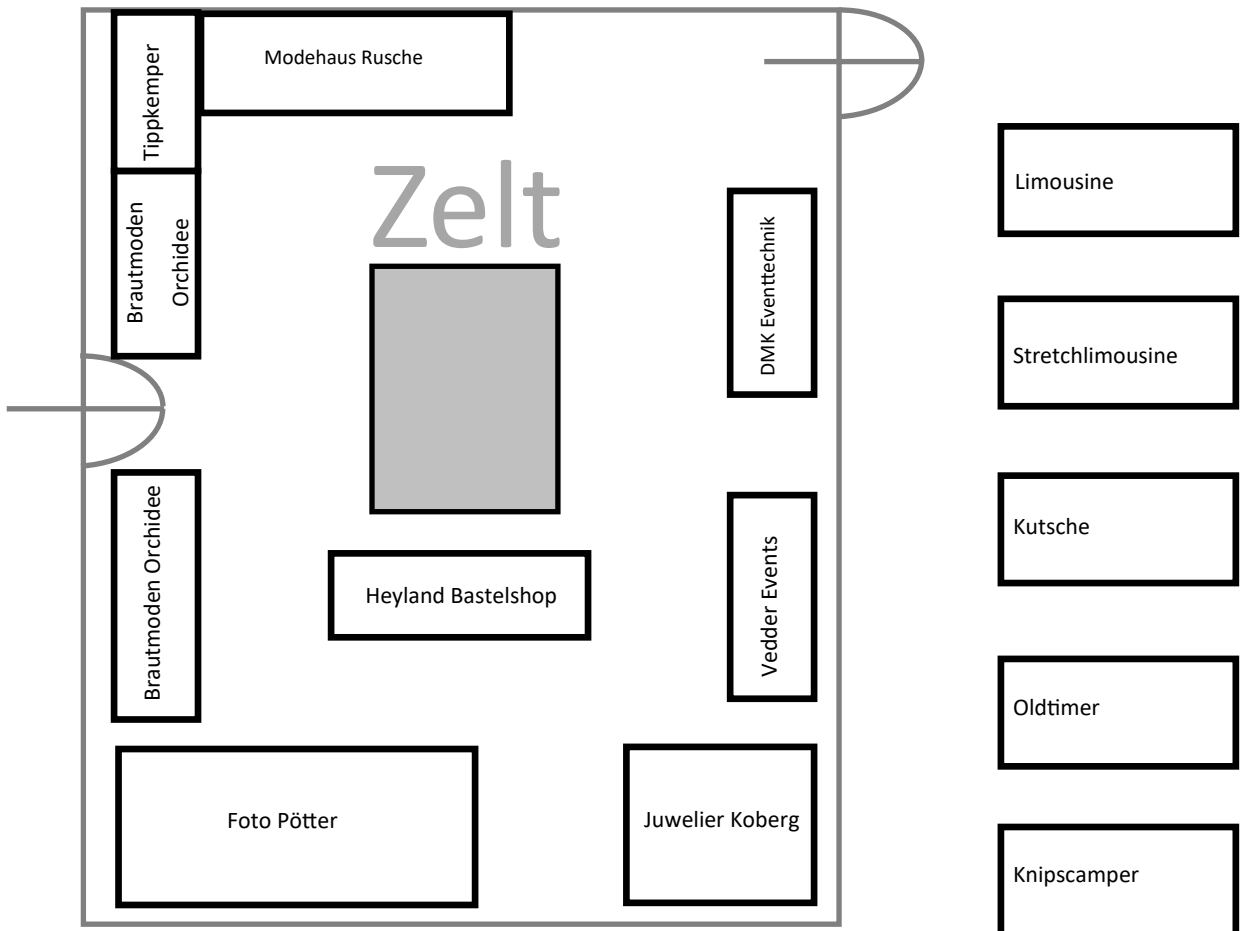 Tippkemper
Modehaus Rusche
Zelt
Brautmoden
Orchidee
DMK Eventtechnik
Brautmoden Orchidee
Heyland Bastelshop
Vedder Events
Foto Pötter
Juwelier Koberg
Limousine
Stretchlimousine
Kutsche
Oldtimer
Knipscamper